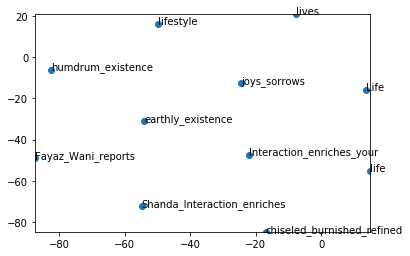 20
lives
lifestyle
0
humdrum_existence
joys_sorrows
Life
−20
earthly_existence
−40
Fayaz_Wani_reports
Interaction_enriches_your
life
−60
Shanda_Interaction_enriches
−80
chiseled_burnished_refined
−80 −60 −40 −20 0